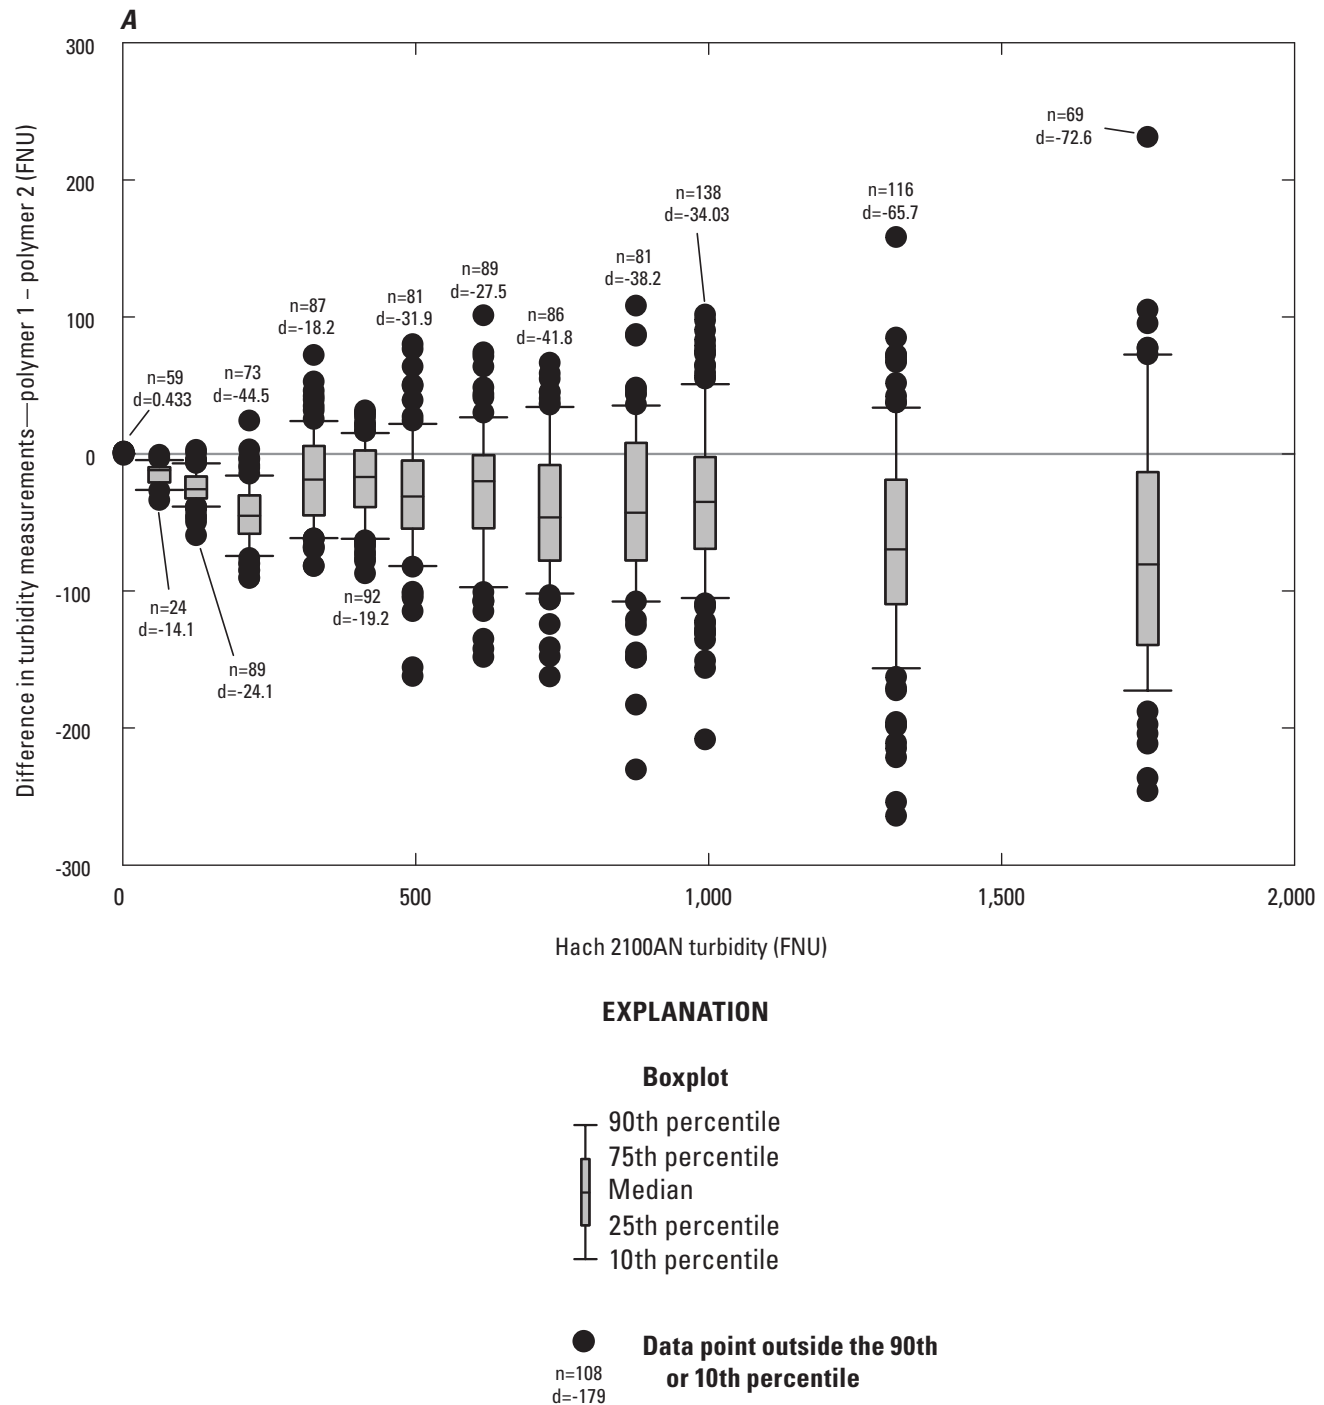 A
300
200
100
0
-100
-200
-300
Difference in turbidity measurements—polymer 1 – polymer 2 (FNU)
n=59
d=0.433
n=24
d=-14.1
n=89
d=-24.1
n=73
d=-44.5
n=87
d=-18.2
n=92
d=-19.2
n=81
d=-31.9
n=89
d=-27.5
n=86
d=-41.8
n=81
d=-38.2
n=138
d=-34.03
n=116
d=-65.7
n=69
d=-72.6
0
500
1,000
1,500
2,000
Hach 2100AN turbidity (FNU)
EXPLANATION
Boxplot
90th percentile
75th percentile
Median
25th percentile
10th percentile
Data point outside the 90th
or 10th percentile
n=108
d=-179